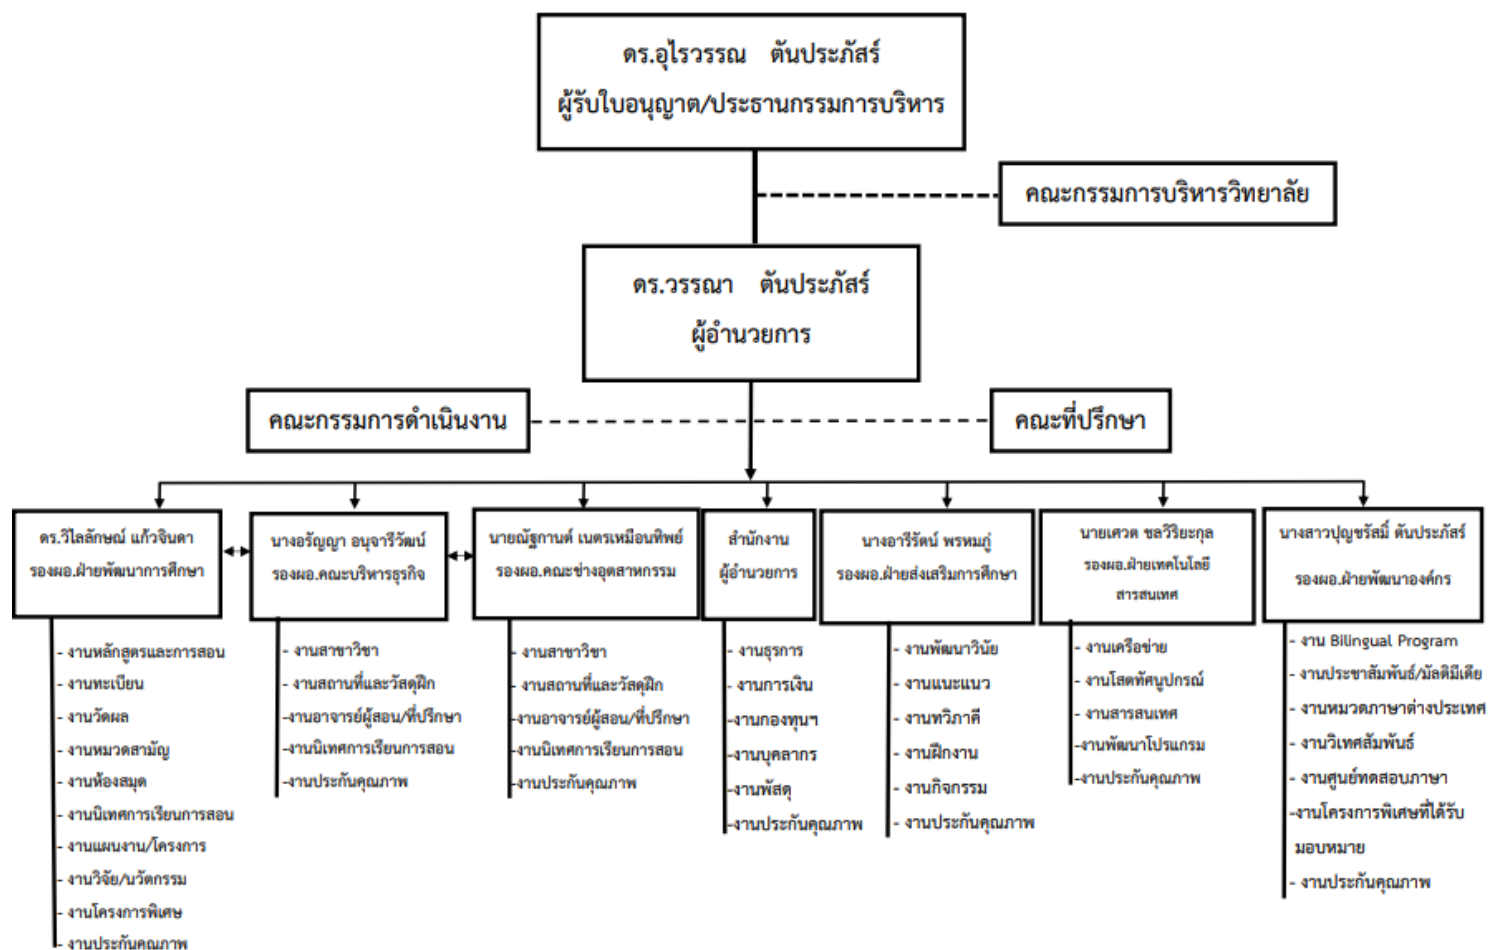 ดร.อุไรวรรณ ตันประภัสร์
ผู้รับใบอนุญาต/ประธานกรรมการบริหาร
คณะกรรมการบริหารวิทยาลัย
ดร.วรรณา ตันประภัสร์
ผู้อำนวยการ
คณะกรรมการดำเนินงาน
คณะที่ปรึกษา
ดร.วิไลลักษณ์ แก้วจินดา
รองผอ.ฝ่ายพัฒนาการศึกษา
- งานหลักสูตรและการสอน
- งานทะเบียน
- งานวัดผล
- งานหมวดสามัญ
- งานห้องสมุด
- งานนิเทศการเรียนการสอน
- งานแผนงาน/โครงการ
- งานวิจัย/นวัตกรรม
- งานโครงการพิเศษ
- งานประกันคุณภาพ
นางอรัญญา อนุจารีวัฒน์
รองผอ.คณะบริหารธุรกิจ
- งานสาขาวิชา
- งานสถานที่และวัสดุฝึก
-งานอาจารย์ผู้สอน/ที่ปรึกษา
-งานนิเทศการเรียนการสอน
-งานประกันคุณภาพ
นายณัฐกานต์ เนตรเหมือนทิพย์
รองผอ.คณะช่างอุตสาหกรรม
- งานสาขาวิชา
-งานสถานที่และวัสดุฝึก
-งานอาจารย์ผู้สอน/ที่ปรึกษา
-งานนิเทศการเรียนการสอน
-งานประกันคุณภาพ
สำนักงาน
ผู้อำนวยการ
-งานธุรการ
-งานการเงิน
-งานกองทุนฯ
-งานบุคลากร
-งานพัสดุ
-งานประกันคุณภาพ
นางอารีรัตน์ พรหมภู่
รองผอ.ฝ่ายส่งเสริมการศึกษา
- งานพัฒนาวินัย
- งานแนะแนว
- งานทวิภาคี
- งานฝึกงาน
- งานกิจกรรม
- งานประกันคุณภาพ
นายเศวต ชลวิริยะกุล
รองผอ.ฝ่ายเทคโนโลยี
สารสนเทศ
- งานเครือข่าย
-งานโสตทัศนูปกรณ์
-งานสารสนเทศ
-งานพัฒนาโปรแกรม
-งานประกันคุณภาพ
นางสาวปุญชรัสมิ์ ตันประภัสร์
รองผอ.ฝ่ายพัฒนาองค์กร
- งาน Bilingual Program
-งานประชาสัมพันธ์/มัลติมีเดีย
-งานหมวดภาษาต่างประเทศ
- งานวิเทศสัมพันธ์
- งานศูนย์ทดสอบภาษา
-งานโครงการพิเศษที่ได้รับ
มอบหมาย
- งานประกันคุณภาพ